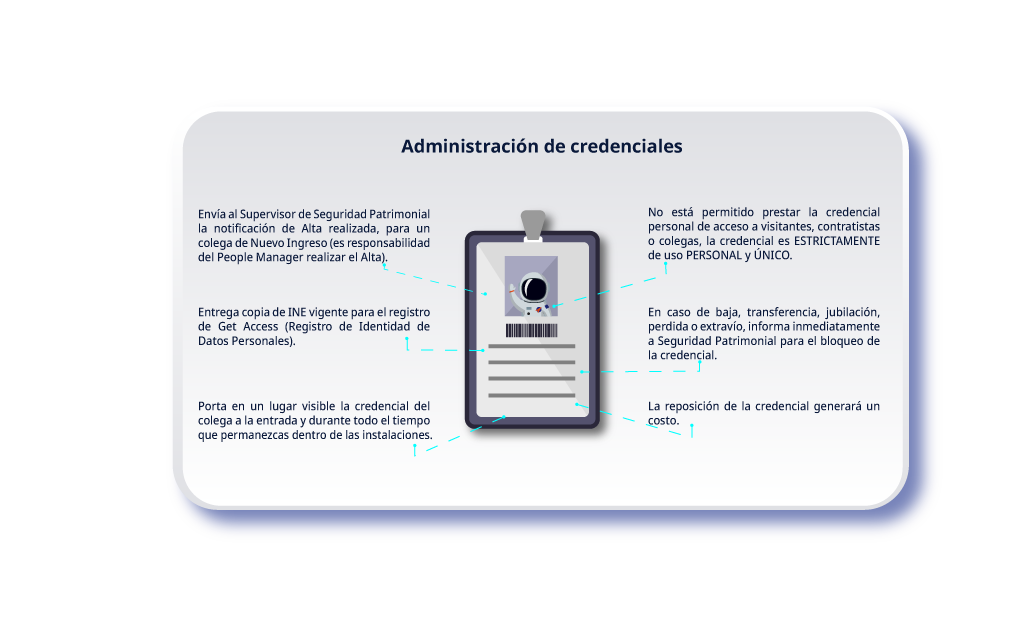 Administración de credenciales
Envía al Supervisor de Seguridad Patrimonial
la notificación de Alta realizada, para un
colega de Nuevo Ingreso (es responsabilidad
del People Manager realizar el Alta).
Entrega copia de INE vigente para el registro
de Get Access (Registro de Identidad de
Datos Personales).
Porta en un lugar visible la credencial del
colega a la entrada y durante todo el tiempo
que permanezcas dentro de las instalaciones.
No está permitido prestar la credencial
personal de acceso a visitantes, contratistas
o colegas, la credencial es ESTRICTAMENTE
de uso PERSONAL y ÚNICO.
En caso de baja, transferencia, jubilación,
perdida o extravío, informa inmediatamente
a Seguridad Patrimonial para el bloqueo de
la credencial.
La reposición de la credencial generará un
costo.